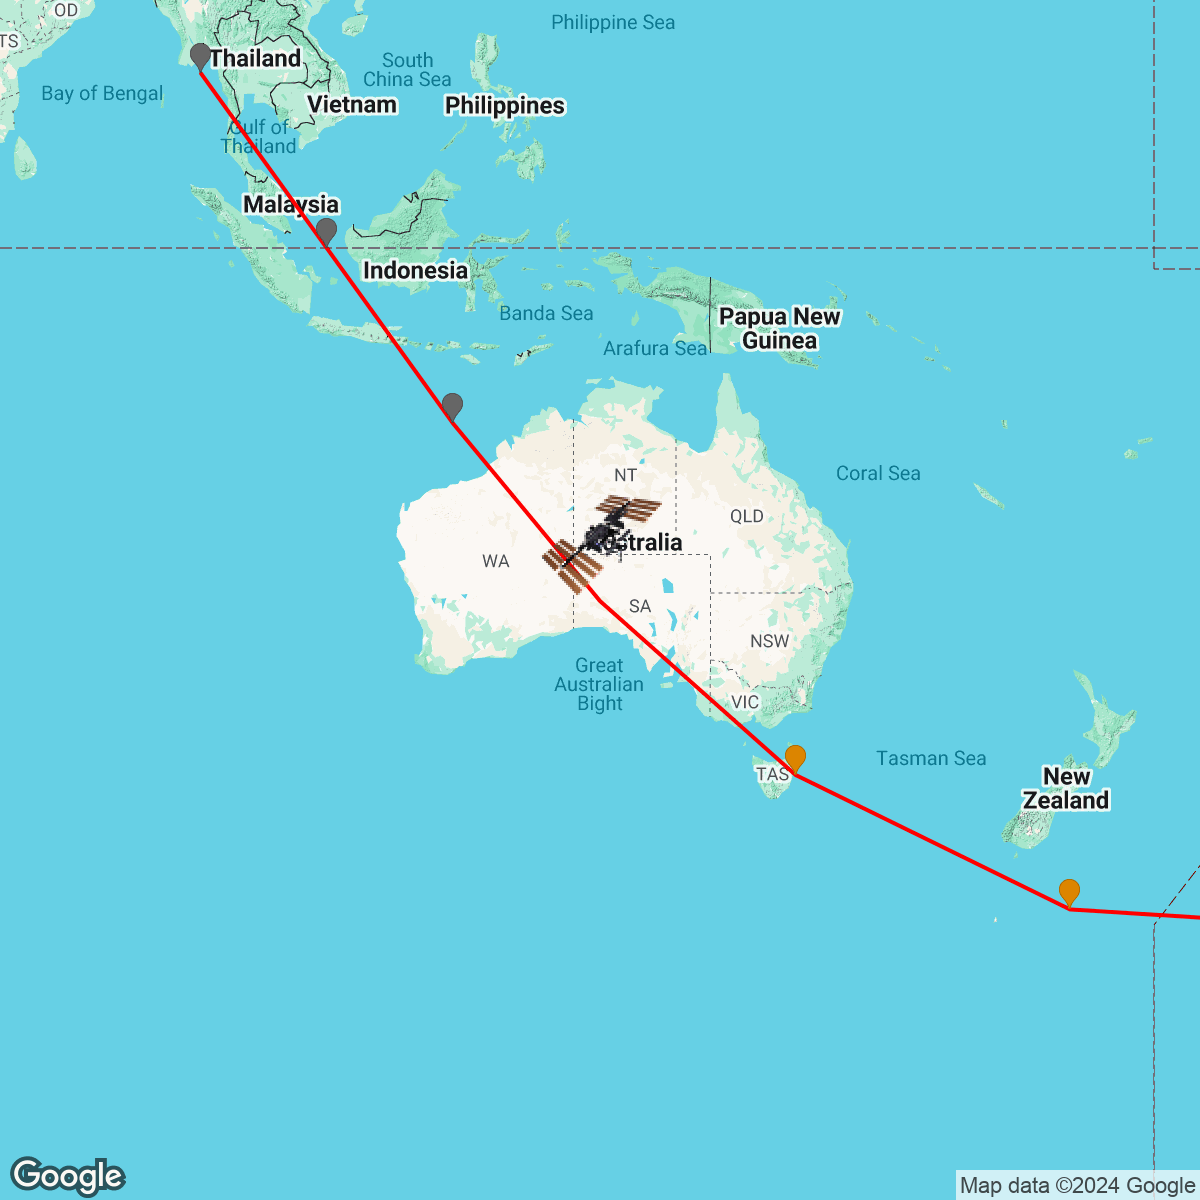 OD
TS
Philippine Sea
Thailand
South
China Sea
Bay of Bengal
Vietnam
Philippines
Gulf of
Thailand
Malaysia
Indonesia
Banda Sea
Papua New
Guinea
Arafura Sea
NT
Coral Sea
QLD
Australia
WA
SA
NSW
Great
Australian
Bight
VIC
Tasman Sea
TAS
New
Zealand
Google
Map data ©2024 Google